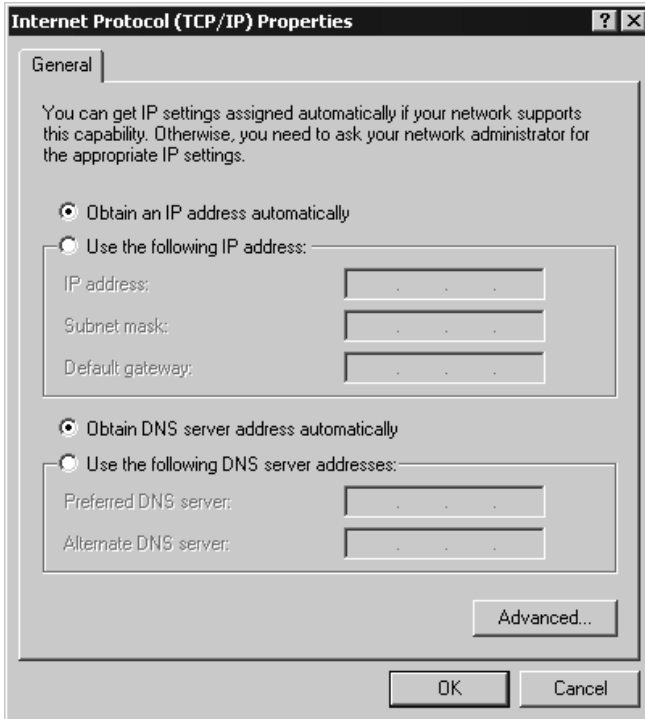 Internet Protocol (TCP/IP) Properties
General
You can get IP settings assigned automatically if your network supports
this capability. Otherwise, you need to ask your network administrator for
the appropriate IP settings.
Obtain an IP address automatically
Use the following IP address:
IP address:
Subnet mask:
Default gateway:
Obtain DNS server address automatically
Use the following DNS server addresses:
Preferred DNS server:
Alternate DNS server:
Advanced...
OK Cancel